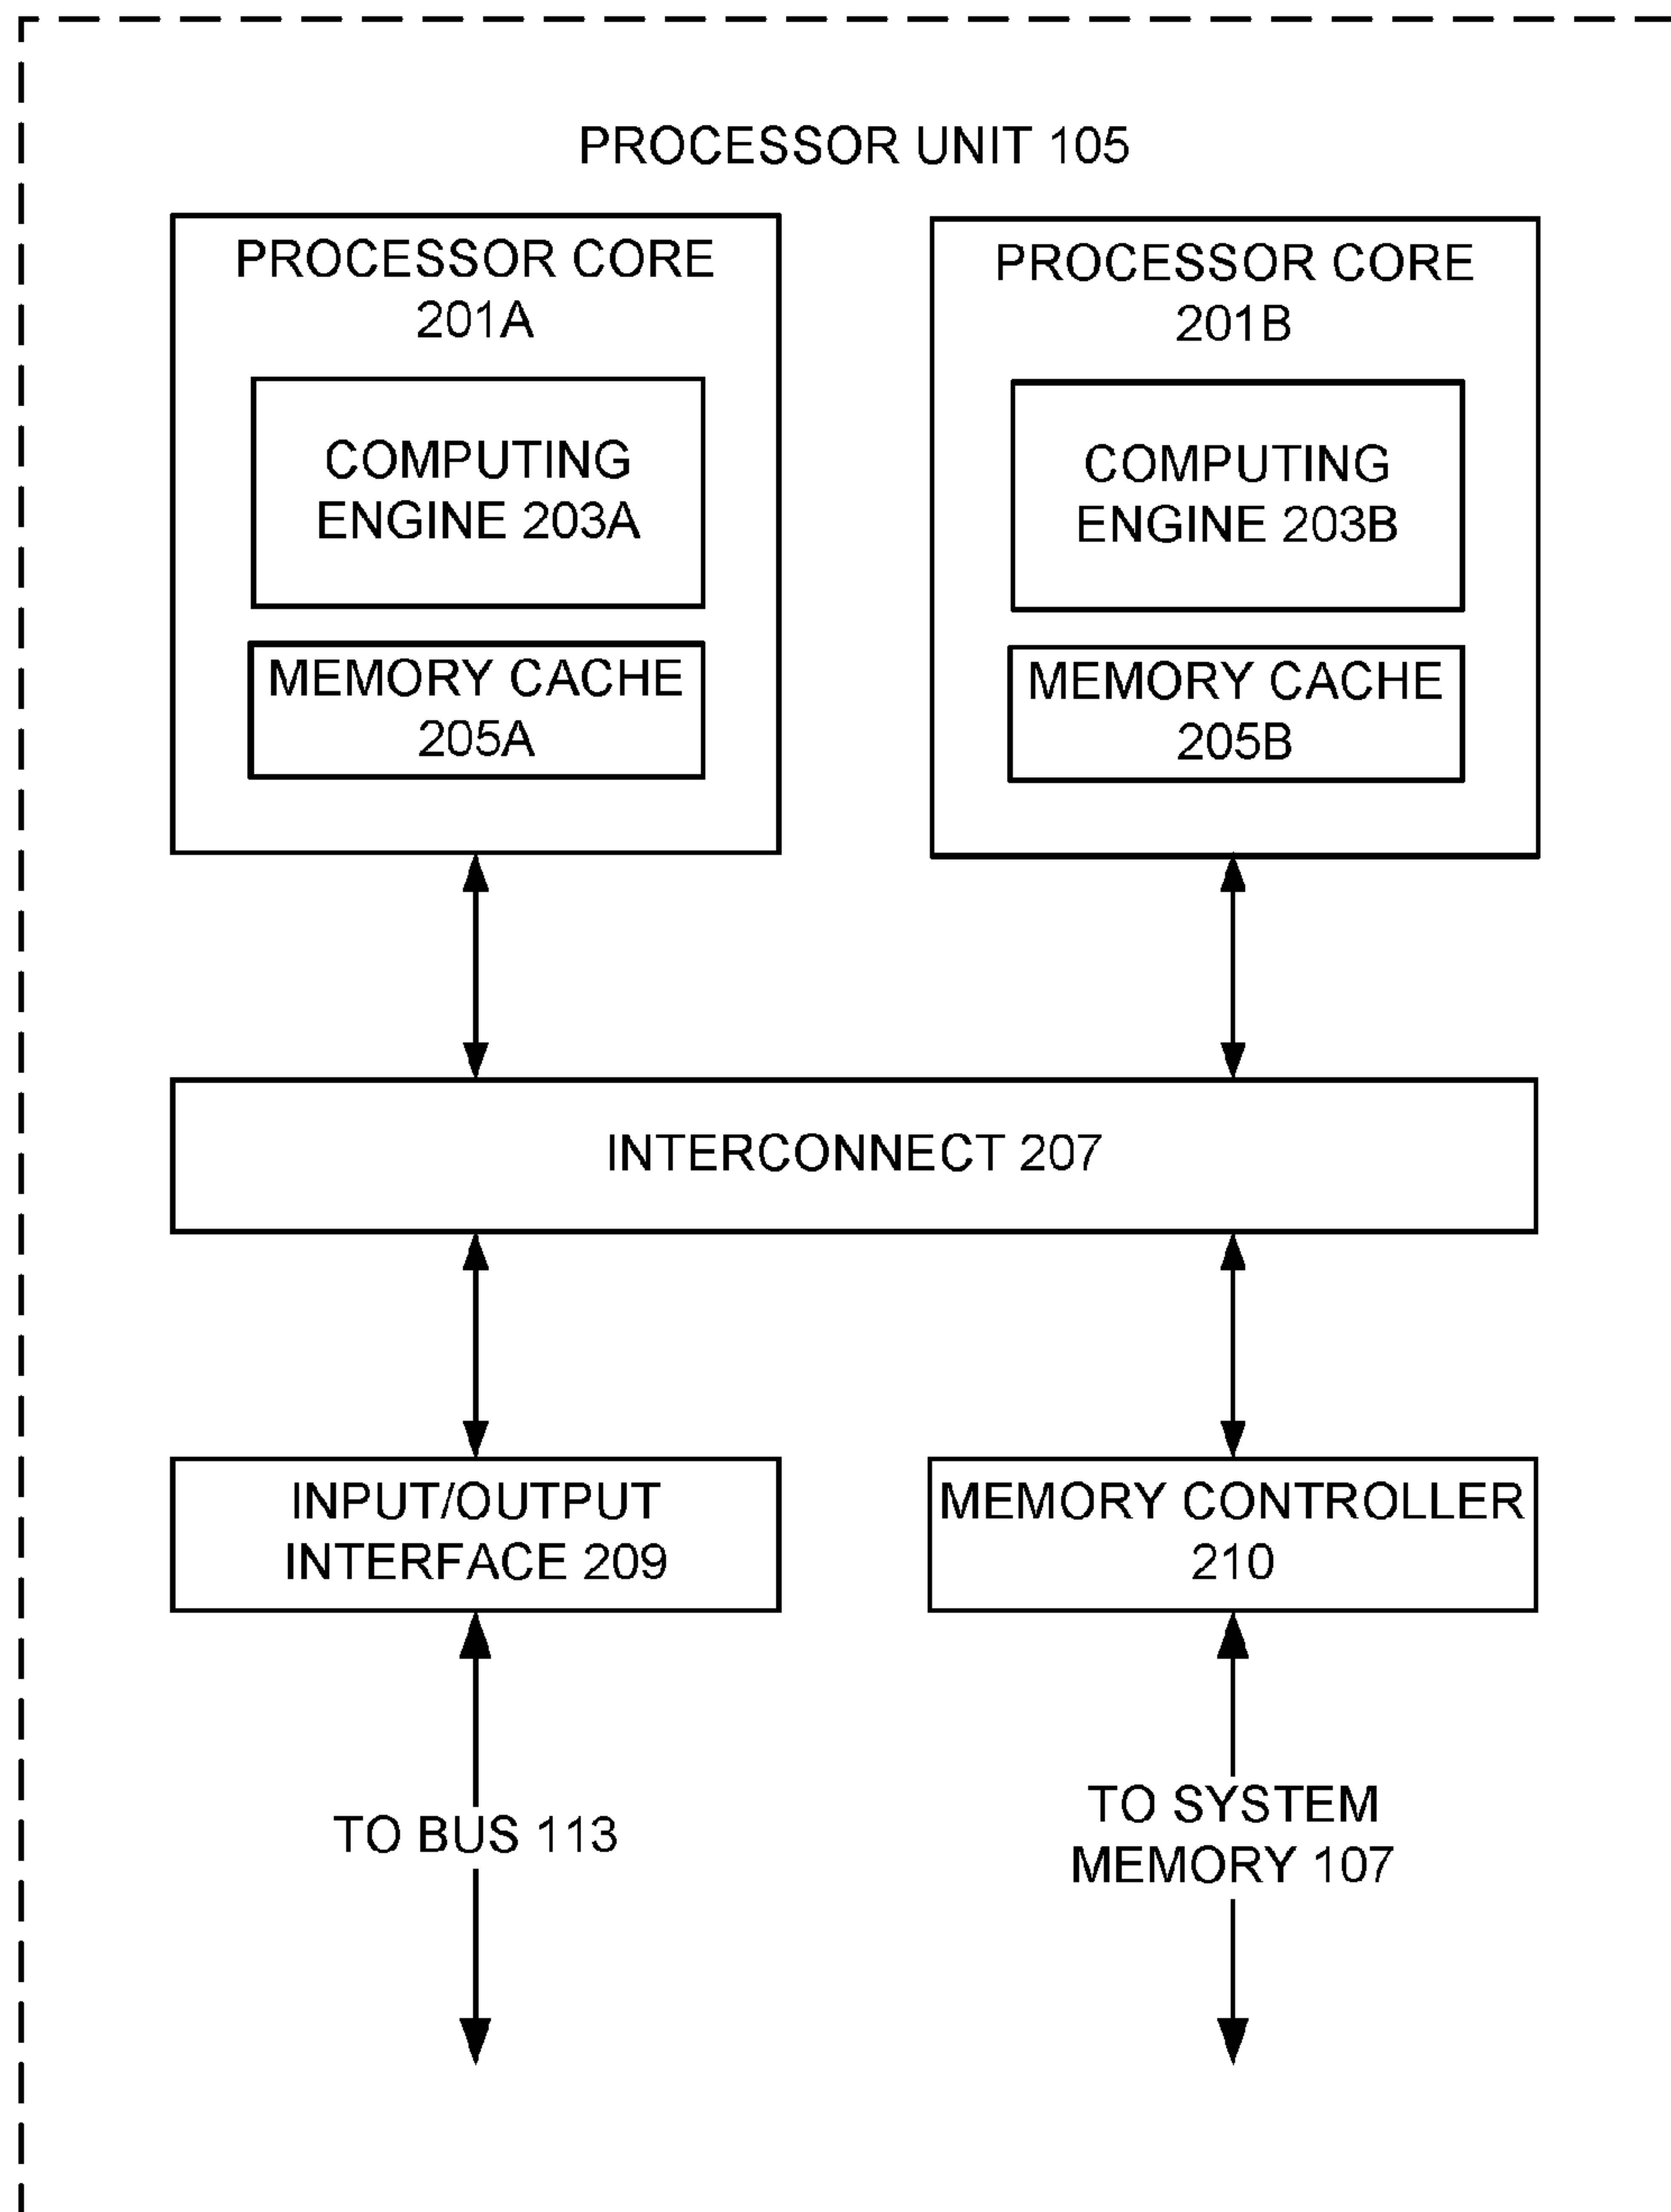 PROCESSOR UNIT 105
PROCESSOR CORE
201A
COMPUTING
ENGINE 203A
MEMORY CACHE
205A
PROCESSOR CORE
201B
COMPUTING
ENGINE 203B
MEMORY CACHE
205B
INTERCONNECT 207
INPUT/OUTPUT
INTERFACE 209
MEMORY CONTROLLER
210
TO BUS 113
TO SYSTEM
MEMORY 107